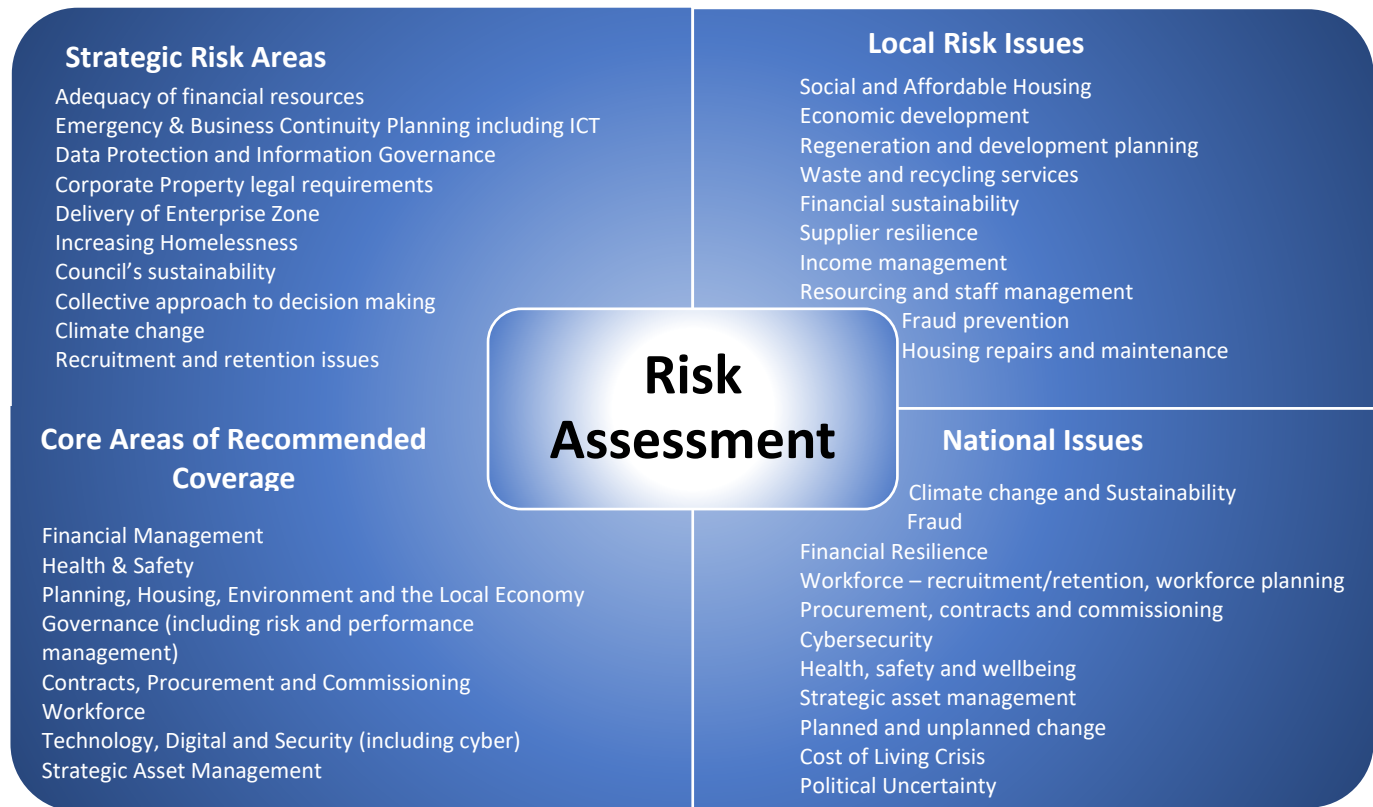 Strategic Risk Areas
Adequacy of financial resources
Emergency & Business Continuity Planning including ICT
Data Protection and Information Governance
Corporate Property legal requirements
Delivery of Enterprise Zone
Increasing Homelessness
Council’s sustainability
Collective approach to decision making
Climate change
Recruitment and retention issues
Local Risk Issues
Social and Affordable Housing
Economic development
Regeneration and development planning
Waste and recycling services
Financial sustainability
Supplier resilience
Income management
Resourcing and staff management
Fraud prevention
Housing repairs and maintenance
Risk
Assessment
Core Areas of Recommended
Coverage
Financial Management
Health & Safety
Planning, Housing, Environment and the Local Economy
Governance (including risk and performance
management)
Contracts, Procurement and Commissioning
Workforce
Technology, Digital and Security (including cyber)
Strategic Asset Management
National Issues
Climate change and Sustainability
Fraud
Financial Resilience
Workforce – recruitment/retention, workforce planning
Procurement, contracts and commissioning
Cybersecurity
Health, safety and wellbeing
Strategic asset management
Planned and unplanned change
Cost of Living Crisis
Political Uncertainty